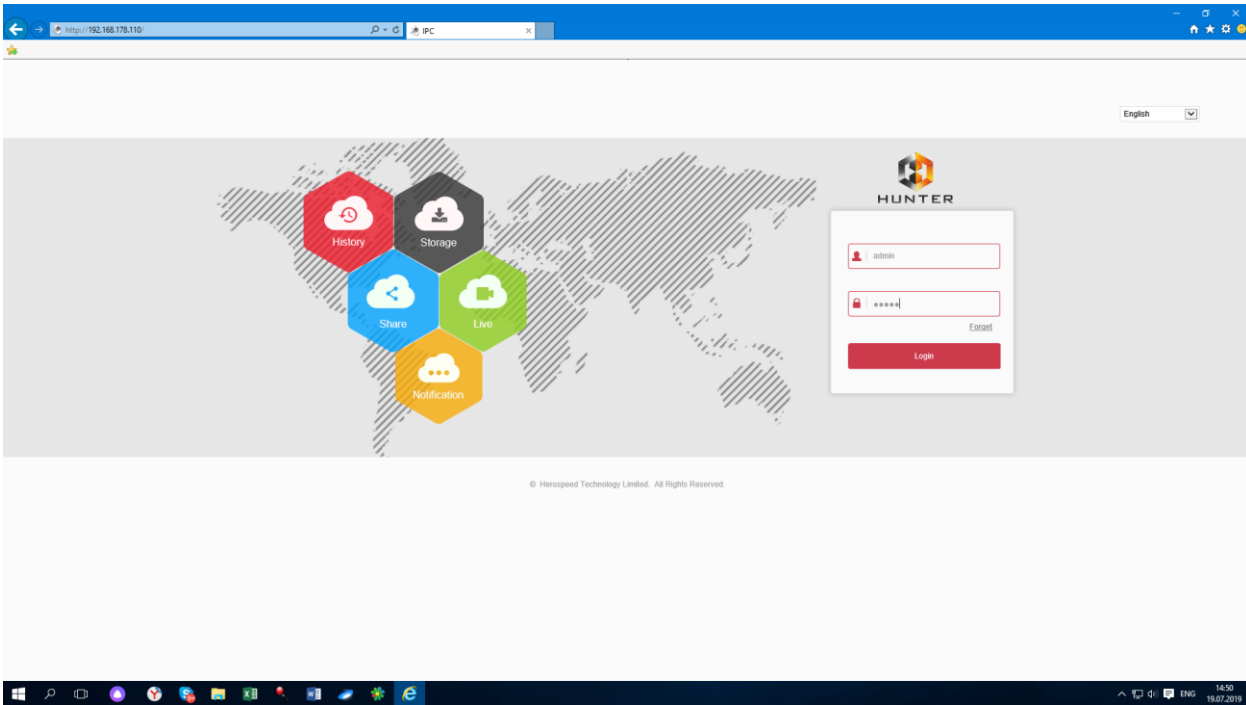 http://192.168.178.110/
IPC
English
HUNTER
History
Storage
admin
Share
Live
Forget
Login
Notification
© Herospeed Technology Limited. All Rights Reserved.
ENG
14:50
19.07.2019